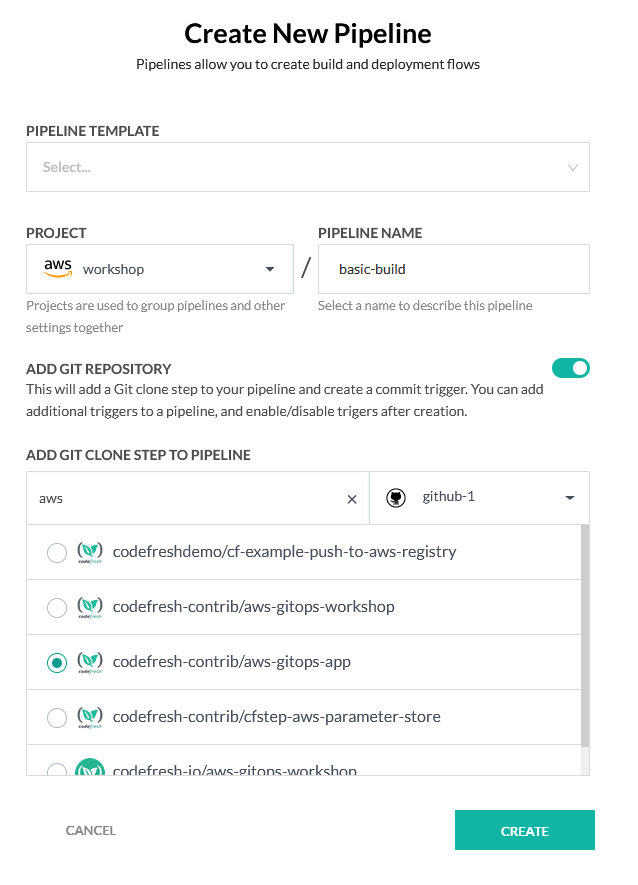 Create New Pipeline
Pipelines allow you to create build and deployment flows
PIPELINE TEMPLATE
Select...
PROJECT
PIPELINE NAME
aws workshop
/
basic-build
Projects are used to group pipelines and other
settings together
Select a name to describe this pipeline
ADD GIT REPOSITORY
This will add a Git clone step to your pipeline and create a commit trigger. You can add
additional triggers to a pipeline, and enable/disable trigers after creation.
ADD GIT CLONE STEP TO PIPELINE
aws
github-1
codefresh codefreshdemo/cf-example-push-to-aws-registry
codefresh codefresh-contrib/aws-gitops-workshop
codefresh codefresh-contrib/aws-gitops-app
codefresh codefresh-contrib/cfstep-aws-parameter-store
codefresh-io/aws-gitops-workshop
CANCEL
CREATE